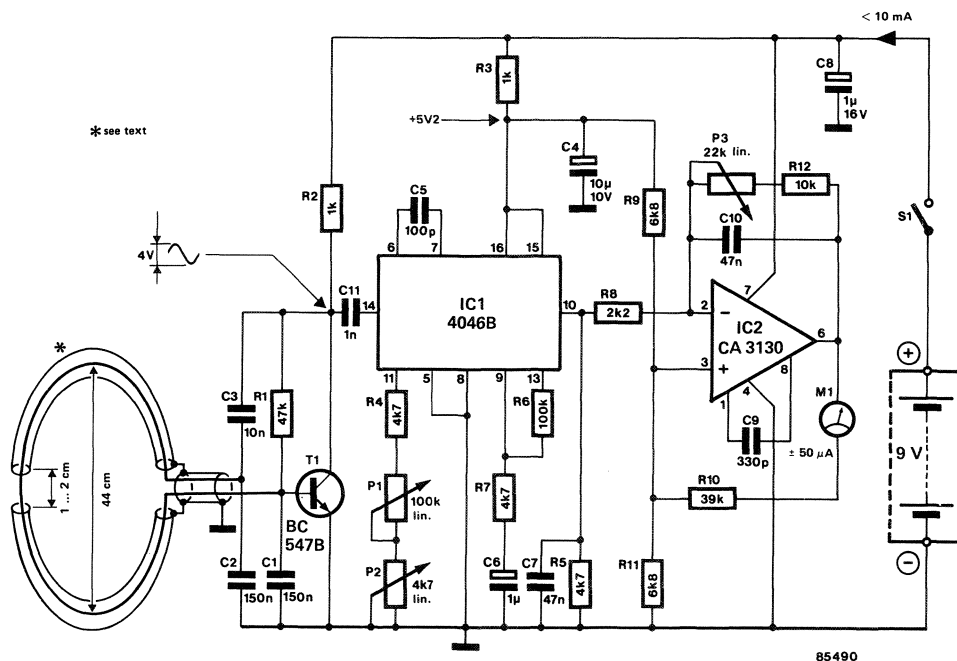 < 10 mA
R3
1k
C8
1µ
16V
+5V2
* see text
P3
22k lin.
R12
10k
C4
10µ
10V
R2
1k
C5
100p
R9
6k8
S1
C10
47n
6
7
16
15
4V
7
C11
1n
14
IC1
4046B
10
R8
2k2
2
−
IC2
CA 3130
6
3
+
8
1
4
*
11
5
8
9
13
M1
± 50 µA
+
C3
10n
R1
47k
R4
4k7
R6
100k
C9
330p
9 V
1 ... 2 cm
44 cm
T1
BC
547B
P1
100k
lin.
R7
4k7
R10
39k
−
C2
150n
C1
150n
P2
4k7
lin.
C6
1µ
C7
47n
R5
4k7
R11
6k8
85490